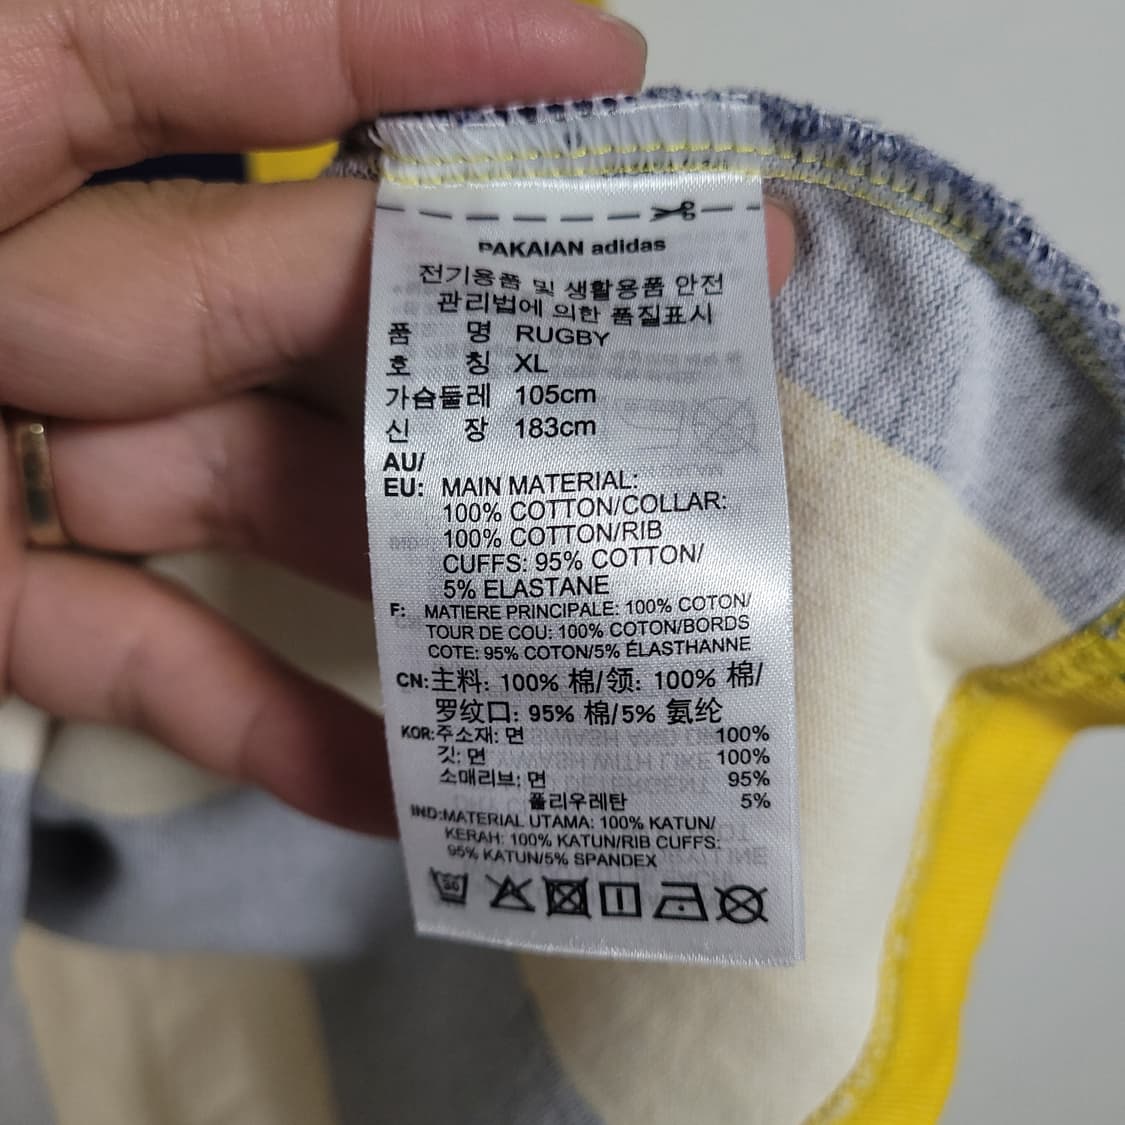 PAKAIAN adidas
전기용품 및 생활용품 안전
관리법에 의한 품질표시
품 명 RUGBY
호 칭 XL
가슴둘레 105cm
신 장 183cm
AU/
EU: MAIN MATERIAL:
100% COTTON/COLLAR:
100% COTTON/RIB
CUFFS: 95% COTTON/
5% ELASTANE
F: MATIERE PRINCIPALE: 100% COTON/
TOUR DE COU: 100% COTON/BORDS
COTE: 95% COTON/5% ÉLASTHANNE
CN:主料: 100% 棉/领: 100% 棉/
罗纹口: 95% 棉/5% 氨纶
KOR:주소재: 면 100%
깃: 면 100%
소매리브: 면 95%
폴리우레탄 5%
IND:MATERIAL UTAMA: 100% KATUN/
KERAH: 100% KATUN/RIB CUFFS:
95% KATUN/5% SPANDEX
30